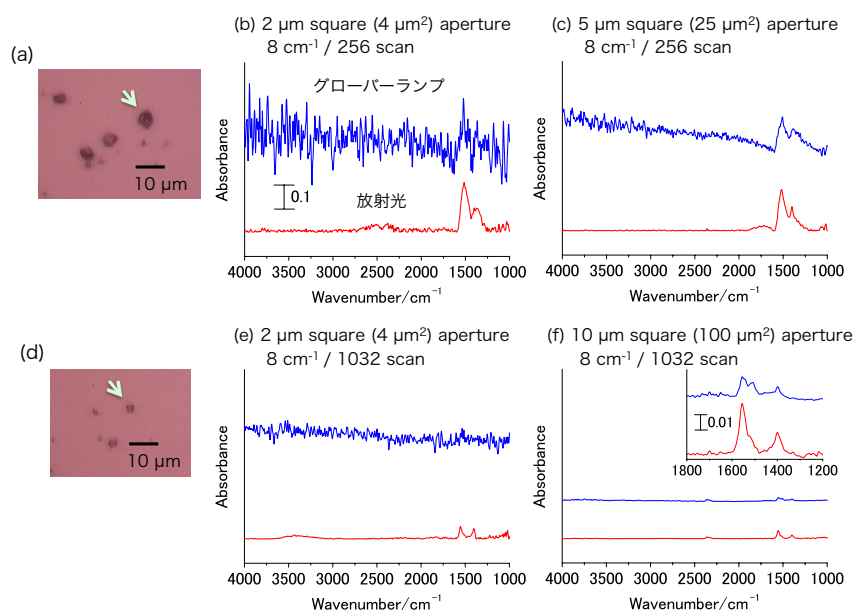 (a)
10 μm
(b) 2 μm square (4 μm²) aperture
8 cm⁻¹ / 256 scan
グローバーランプ
0.1
放射光
Absorbance
4000 3500 3000 2500 2000 1500 1000
Wavenumber/cm⁻¹
(c) 5 μm square (25 μm²) aperture
8 cm⁻¹ / 256 scan
Absorbance
4000 3500 3000 2500 2000 1500 1000
Wavenumber/cm⁻¹
(d)
10 μm
(e) 2 μm square (4 μm²) aperture
8 cm⁻¹ / 1032 scan
Absorbance
4000 3500 3000 2500 2000 1500 1000
Wavenumber/cm⁻¹
(f) 10 μm square (100 μm²) aperture
8 cm⁻¹ / 1032 scan
0.01
1800 1600 1400 1200
Absorbance
4000 3500 3000 2500 2000 1500 1000
Wavenumber/cm⁻¹